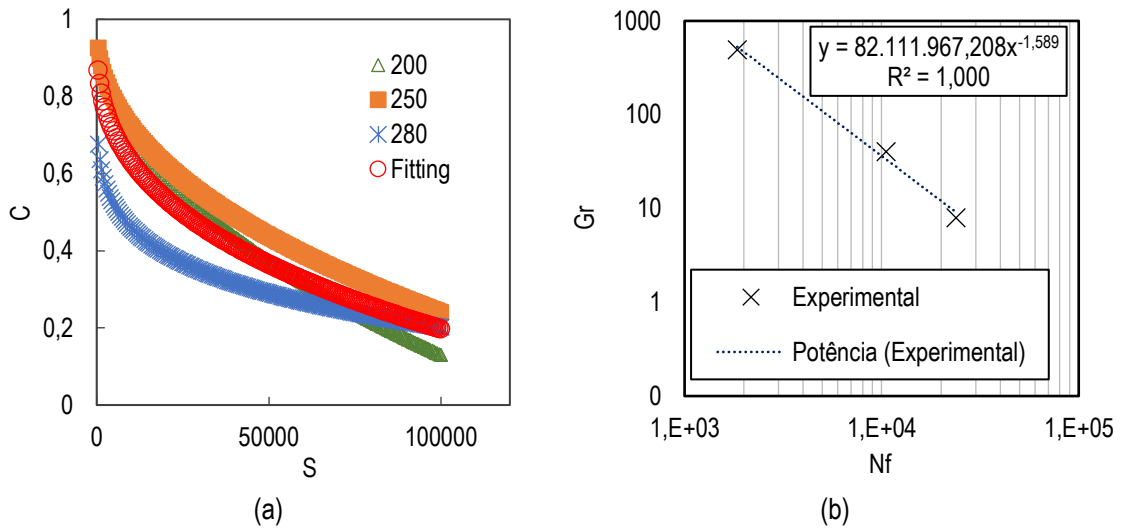 1
0,8
0,6
0,4
0,2
0
C
200
250
280
Fitting
0
50000
100000
S
(a)
1000
100
10
1
0
Gr
y = 82.111.967,208x^-1,589
R² = 1,000
Experimental
Potência (Experimental)
1,E+03
1,E+04
1,E+05
Nf
(b)